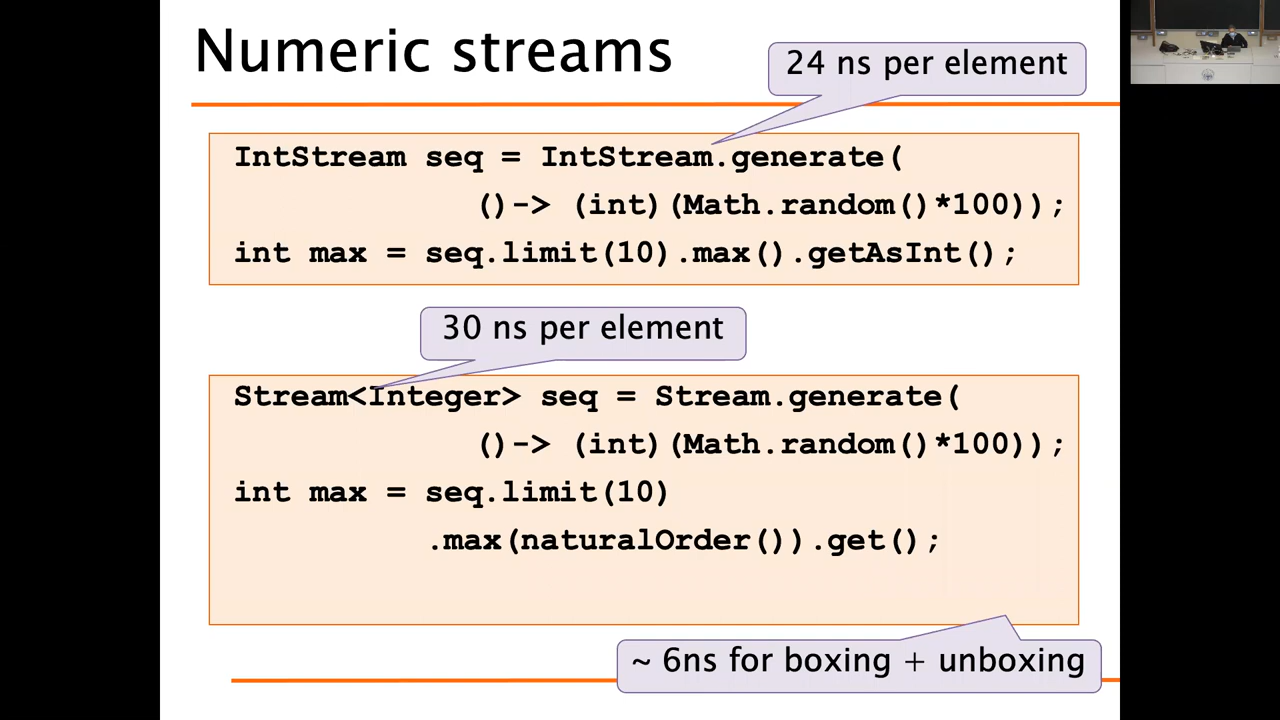 Numeric streams
24 ns per element
IntStream seq = IntStream.generate(
()-> (int)(Math.random()*100));
int max = seq.limit(10).max().getAsInt();
30 ns per element
Stream<Integer> seq = Stream.generate(
()-> (int)(Math.random()*100));
int max = seq.limit(10)
.max(naturalOrder()).get();
~ 6ns for boxing + unboxing